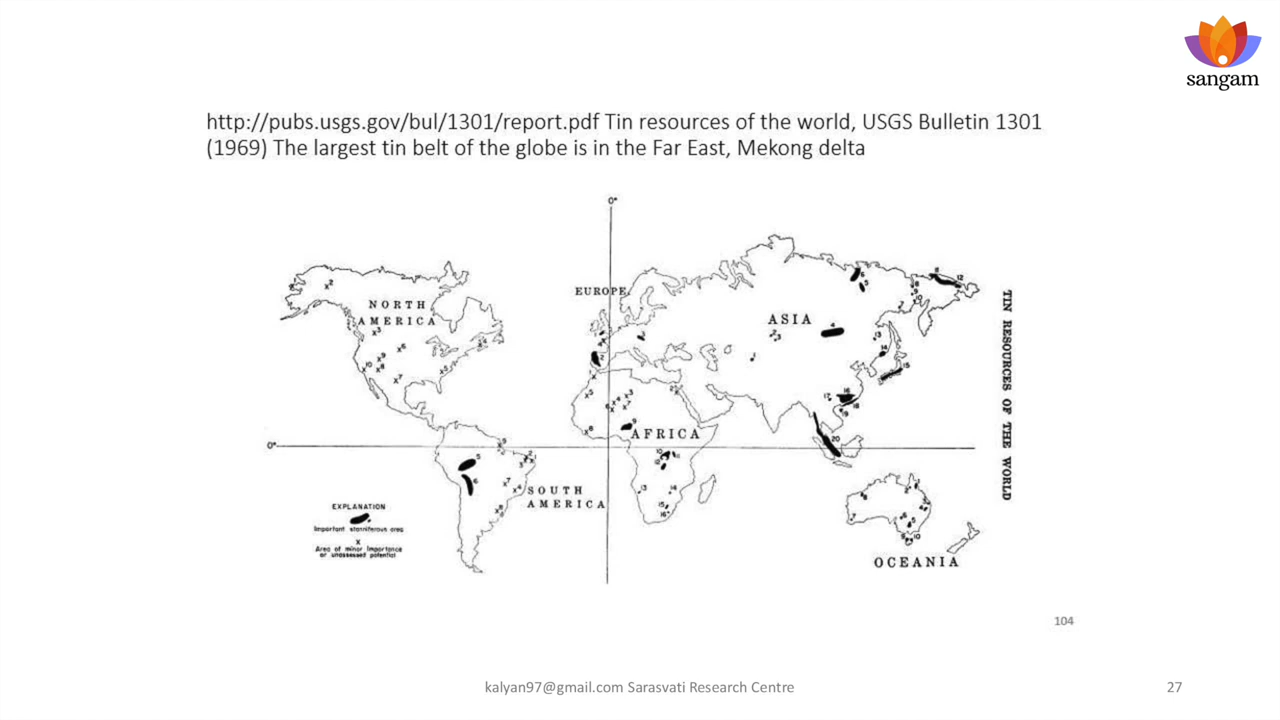 sangam
http://pubs.usgs.gov/bul/1301/report.pdf Tin resources of the world, USGS Bulletin 1301
(1969) The largest tin belt of the globe is in the Far East, Mekong delta
0°
EUROPE
NORTH
AMERICA
ASIA
TIN RESOURCES OF THE WORLD
AFRICA
0°
SOUTH
AMERICA
EXPLANATION
Important stanniferous area
x
Area of minor importance
or unassessed potential
OCEANIA
104
kalyan97@gmail.com Sarasvati Research Centre
27